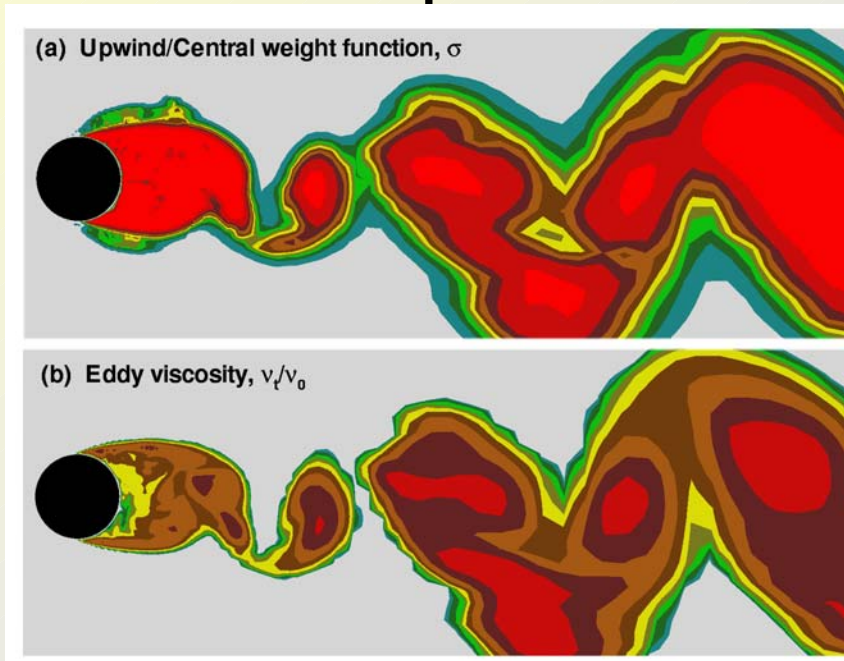 (a) Upwind/Central weight function, σ
(b) Eddy viscosity, νt/ν0